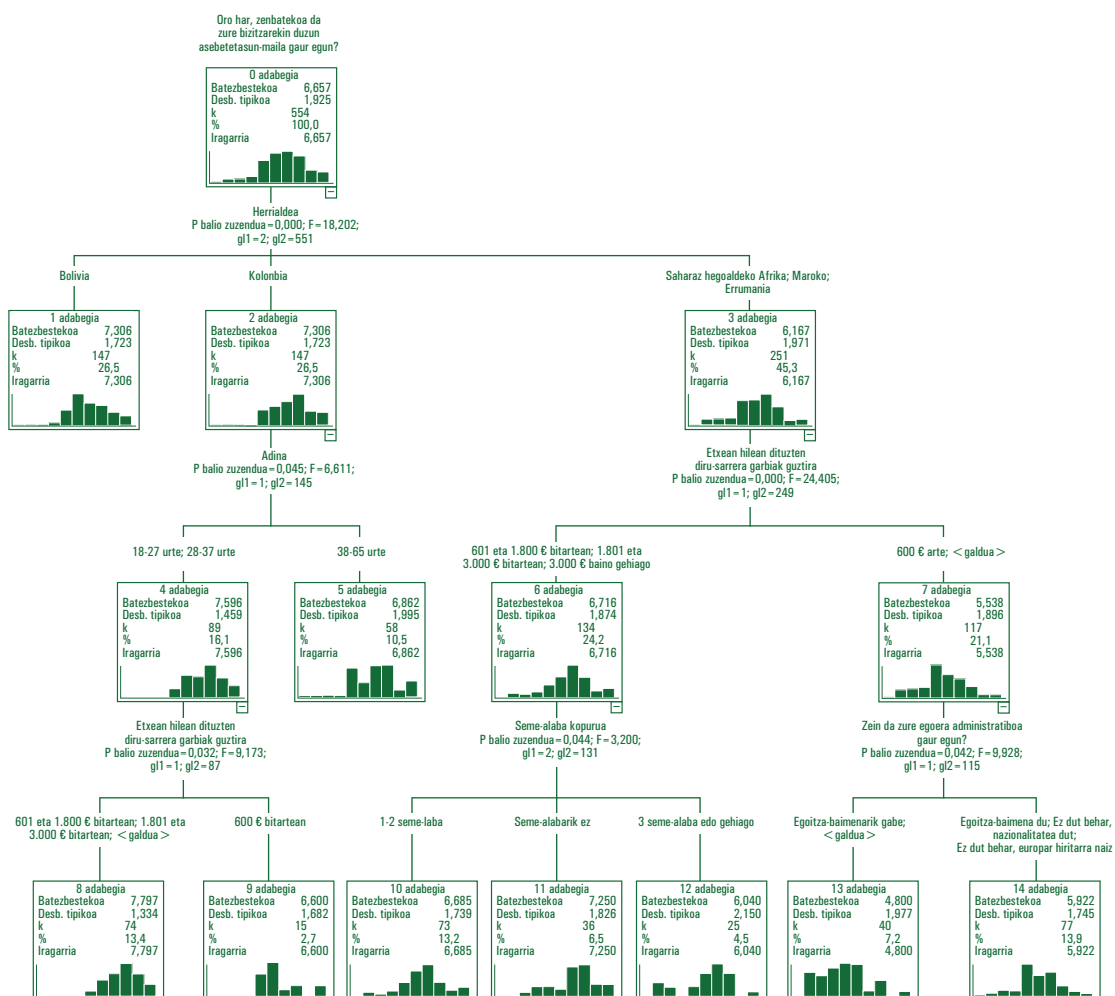 Oro har, zenbatekoa da
zure bizitzarekin duzun
asebetetasun-maila gaur egun?
0 adabegia
Batezbestekoa 6,657
Desb. tipikoa 1,925
k 554
% 100,0
Iragarria 6,657
Herrialdea
P balio zuzendua=0,000; F=18,202;
gl1=2; gl2=551
Bolivia
Kolonbia
Saharaz hegoaldeko Afrika; Maroko;
Errumania
1 adabegia
Batezbestekoa 7,306
Desb. tipikoa 1,723
k 147
% 26,5
Iragarria 7,306
2 adabegia
Batezbestekoa 7,306
Desb. tipikoa 1,723
k 147
% 26,5
Iragarria 7,306
3 adabegia
Batezbestekoa 6,167
Desb. tipikoa 1,971
k 251
% 45,3
Iragarria 6,167
Adina
P balio zuzendua=0,045; F=6,611;
gl1=1; gl2=145
Etxean hilean dituzten
diru-sarrera garbiak guztira
P balio zuzendua=0,000; F=24,405;
gl1=1; gl2=249
18-27 urte; 28-37 urte
38-65 urte
601 eta 1.800 € bitartean; 1.801 eta
3.000 € bitartean; 3.000 € baino gehiago
600 € arte; <galdua>
4 adabegia
Batezbestekoa 7,596
Desb. tipikoa 1,459
k 89
% 16,1
Iragarria 7,596
5 adabegia
Batezbestekoa 6,862
Desb. tipikoa 1,995
k 58
% 10,5
Iragarria 6,862
6 adabegia
Batezbestekoa 6,716
Desb. tipikoa 1,874
k 134
% 24,2
Iragarria 6,716
7 adabegia
Batezbestekoa 5,538
Desb. tipikoa 1,896
k 117
% 21,1
Iragarria 5,538
Etxean hilean dituzten
diru-sarrera garbiak guztira
P balio zuzendua=0,032; F=9,173;
gl1=1; gl2=87
Seme-alaba kopurua
P balio zuzendua=0,044; F=3,200;
gl1=2; gl2=131
Zein da zure egoera administratiboa
gaur egun?
P balio zuzendua=0,042; F=9,928;
gl1=1; gl2=115
601 eta 1.800 € bitartean; 1.801 eta
3.000 € bitartean; <galdua>
600 € bitartean
1-2 seme-laba
Seme-alabarik ez
3 seme-alaba edo gehiago
Egoitza-baimenarik gabe;
<galdua>
Egoitza-baimena du; Ez dut behar,
nazionalitatea dut;
Ez dut behar, europar hiritarra naiz
8 adabegia
Batezbestekoa 7,797
Desb. tipikoa 1,334
k 74
% 13,4
Iragarria 7,797
9 adabegia
Batezbestekoa 6,600
Desb. tipikoa 1,682
k 15
% 2,7
Iragarria 6,600
10 adabegia
Batezbestekoa 6,685
Desb. tipikoa 1,739
k 73
% 13,2
Iragarria 6,685
11 adabegia
Batezbestekoa 7,250
Desb. tipikoa 1,826
k 36
% 6,5
Iragarria 7,250
12 adabegia
Batezbestekoa 6,040
Desb. tipikoa 2,150
k 25
% 4,5
Iragarria 6,040
13 adabegia
Batezbestekoa 4,800
Desb. tipikoa 1,977
k 40
% 7,2
Iragarria 4,800
14 adabegia
Batezbestekoa 5,922
Desb. tipikoa 1,745
k 77
% 13,9
Iragarria 5,922